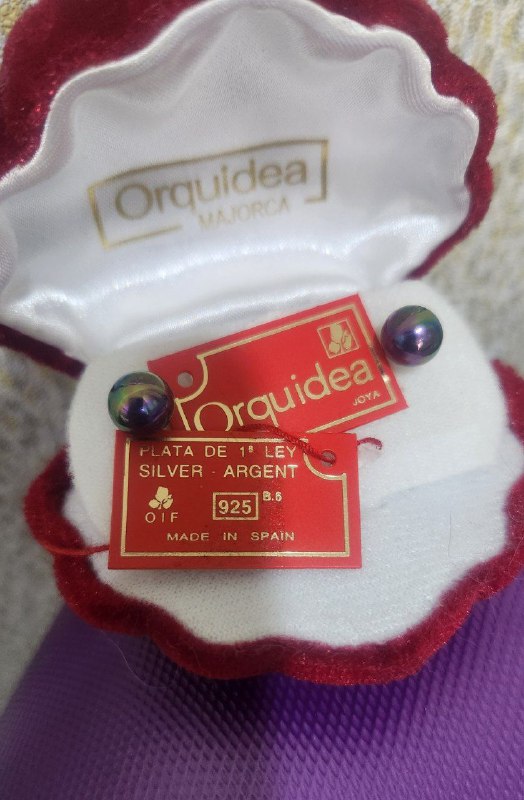 Orquidea
MAJORCA
Orquidea
JOYA
PLATA DE 1ª LEY
SILVER - ARGENT
OIF 925 B.6
MADE IN SPAIN